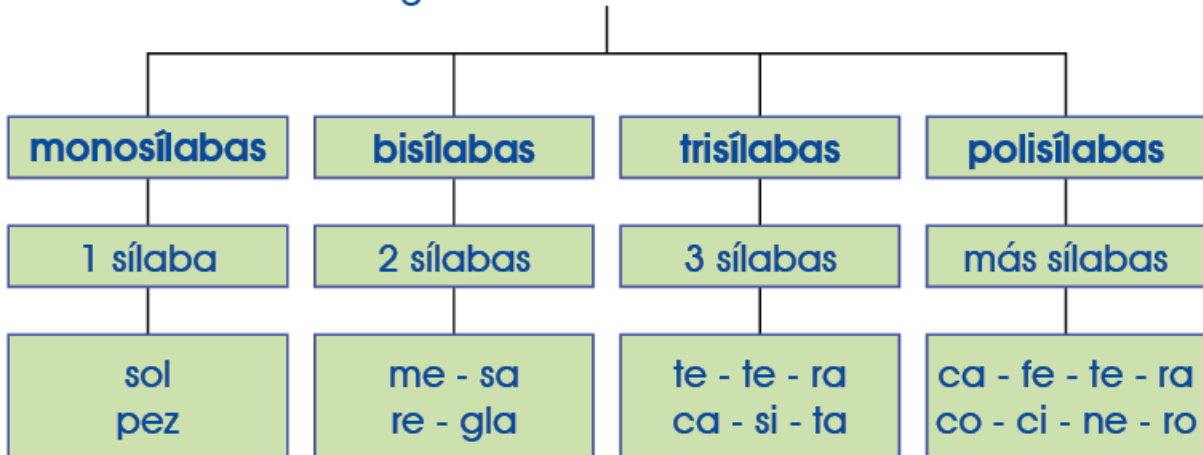 monosílabas
bisílabas
trisílabas
polisílabas
1 sílaba
2 sílabas
3 sílabas
más sílabas
sol
pez
me - sa
re - gla
te - te - ra
ca - si - ta
ca - fe - te - ra
co - ci - ne - ro